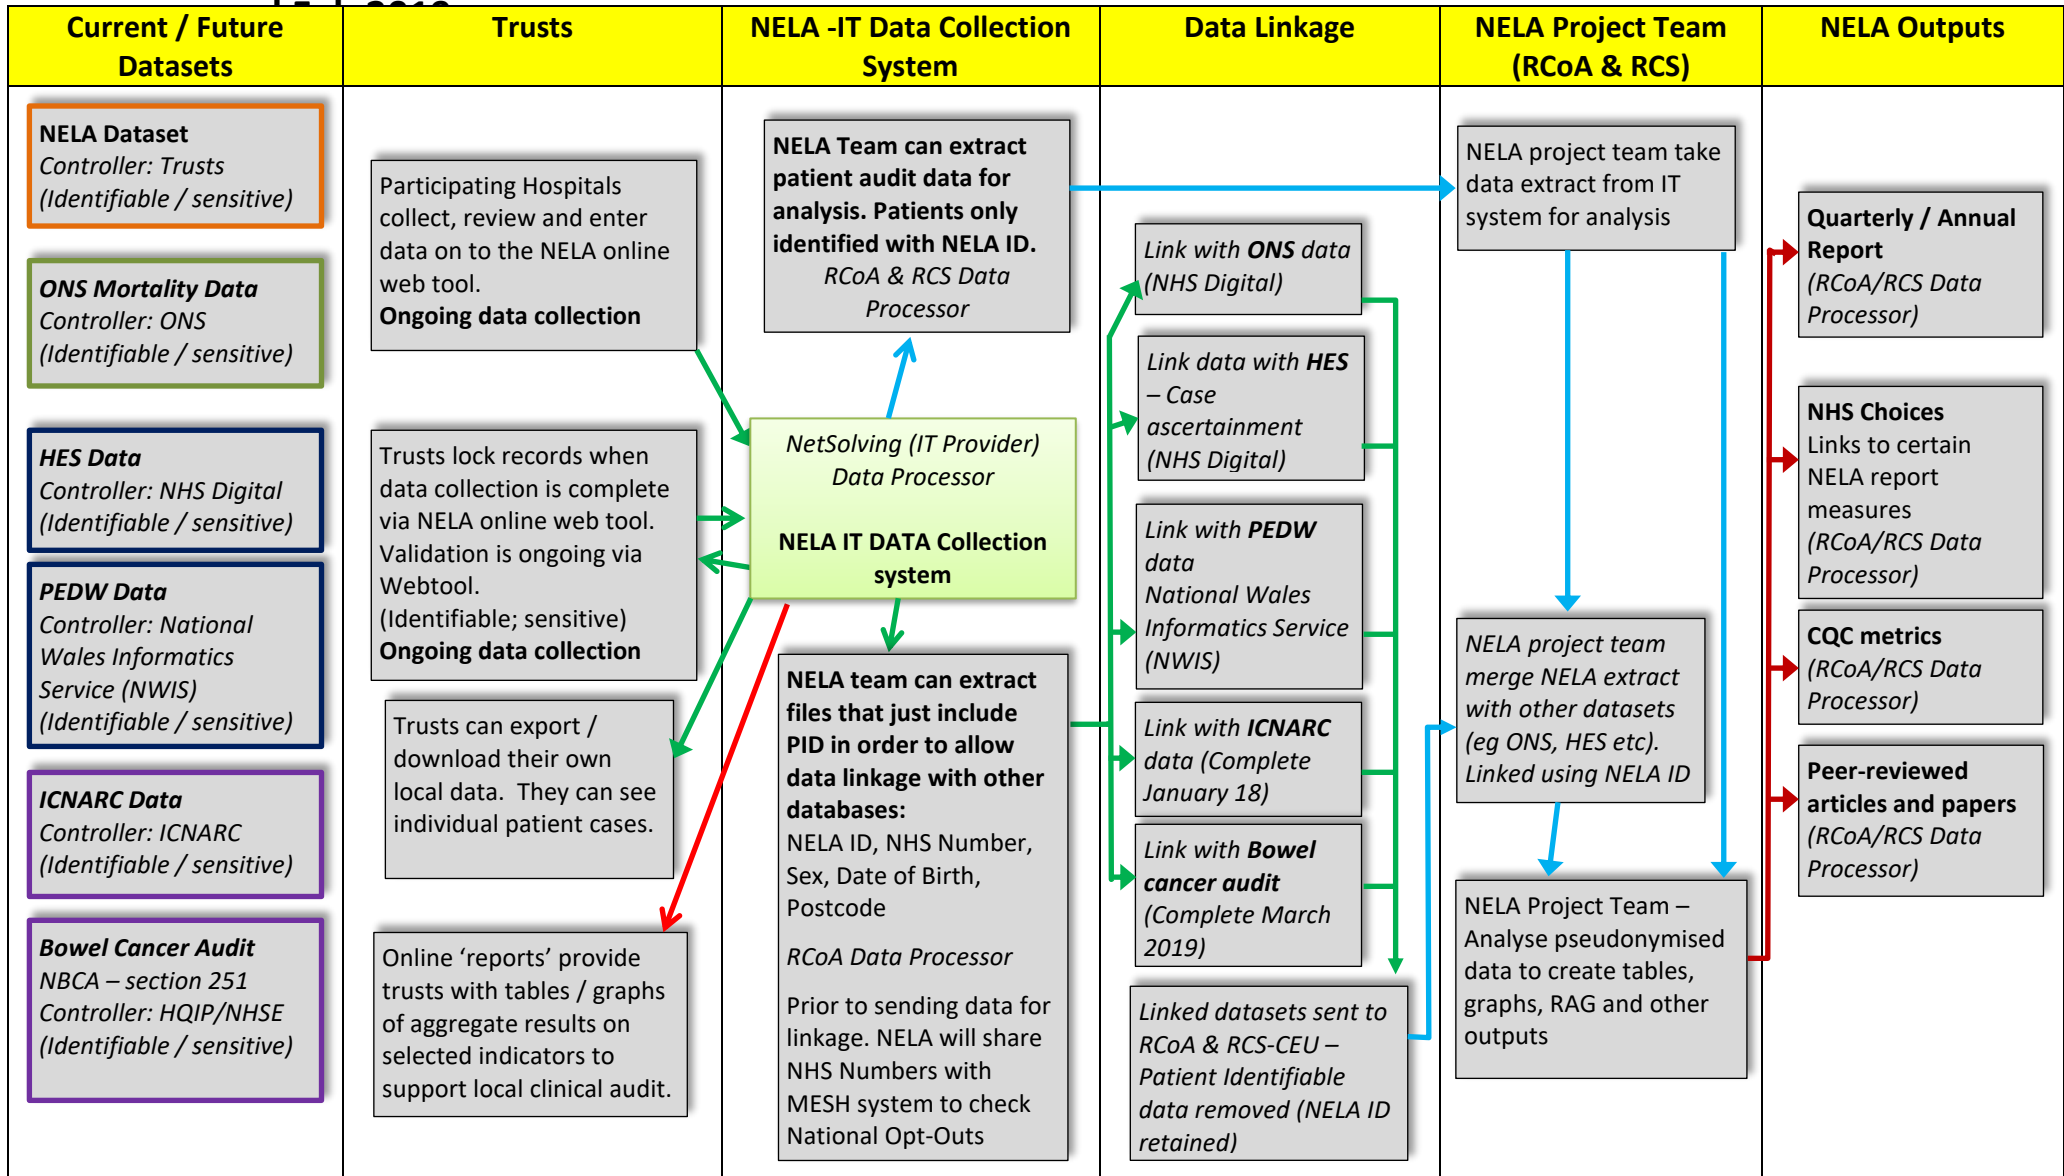 Current / Future
Datasets
Trusts
NELA -IT Data Collection
System
Data Linkage
NELA Project Team
(RCoA & RCS)
NELA Outputs
NELA Dataset
Controller: Trusts
(Identifiable / sensitive)
ONS Mortality Data
Controller: ONS
(Identifiable / sensitive)
HES Data
Controller: NHS Digital
(Identifiable / sensitive)
PEDW Data
Controller: National
Wales Informatics
Service (NWIS)
(Identifiable / sensitive)
ICNARC Data
Controller: ICNARC
(Identifiable / sensitive)
Bowel Cancer Audit
NBCA – section 251
Controller: HQIP/NHSE
(Identifiable / sensitive)
Participating Hospitals
collect, review and enter
data on to the NELA online
web tool.
Ongoing data collection
Trusts lock records when
data collection is complete
via NELA online web tool.
Validation is ongoing via
Webtool.
(Identifiable; sensitive)
Ongoing data collection
Trusts can export /
download their own
local data.  They can see
individual patient cases.
Online ‘reports’ provide
trusts with tables / graphs
of aggregate results on
selected indicators to
support local clinical audit.
NELA Team can extract
patient audit data for
analysis. Patients only
identified with NELA ID.
RCoA & RCS Data
Processor
NetSolving (IT Provider)
Data Processor
NELA IT DATA Collection
system
NELA team can extract
files that just include
PID in order to allow
data linkage with other
databases:
NELA ID, NHS Number,
Sex, Date of Birth,
Postcode
RCoA Data Processor
Prior to sending data for
linkage. NELA will share
NHS Numbers with
MESH system to check
National Opt-Outs
Link with ONS data
(NHS Digital)
Link data with HES
– Case
ascertainment
(NHS Digital)
Link with PEDW
data
National Wales
Informatics Service
(NWIS)
Link with ICNARC
data (Complete
January 18)
Link with Bowel
cancer audit
(Complete March
2019)
Linked datasets sent to
RCoA & RCS-CEU –
Patient Identifiable
data removed (NELA ID
retained)
NELA project team take
data extract from IT
system for analysis
NELA project team
merge NELA extract
with other datasets
(eg ONS, HES etc).
Linked using NELA ID
NELA Project Team –
Analyse pseudonymised
data to create tables,
graphs, RAG and other
outputs
Quarterly / Annual
Report
(RCoA/RCS Data
Processor)
NHS Choices
Links to certain
NELA report
measures
(RCoA/RCS Data
Processor)
CQC metrics
(RCoA/RCS Data
Processor)
Peer-reviewed
articles and papers
(RCoA/RCS Data
Processor)